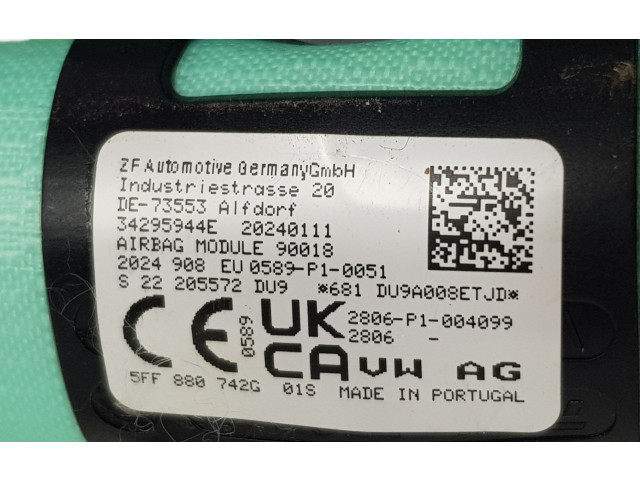 ZF Automotive GermanyGmbH
Industriestrasse 20
DE-73553 Alfdorf
34295944E 20240111
AIRBAG MODULE 90018
2024 908 EU 0589-P1-0051
S 22 205572 DU9 *681 DU9A008ETJD*
CE 0589 UKCA 2806-P1-004099
2806 -
VW AG
5FF 880 742G 01S MADE IN PORTUGAL